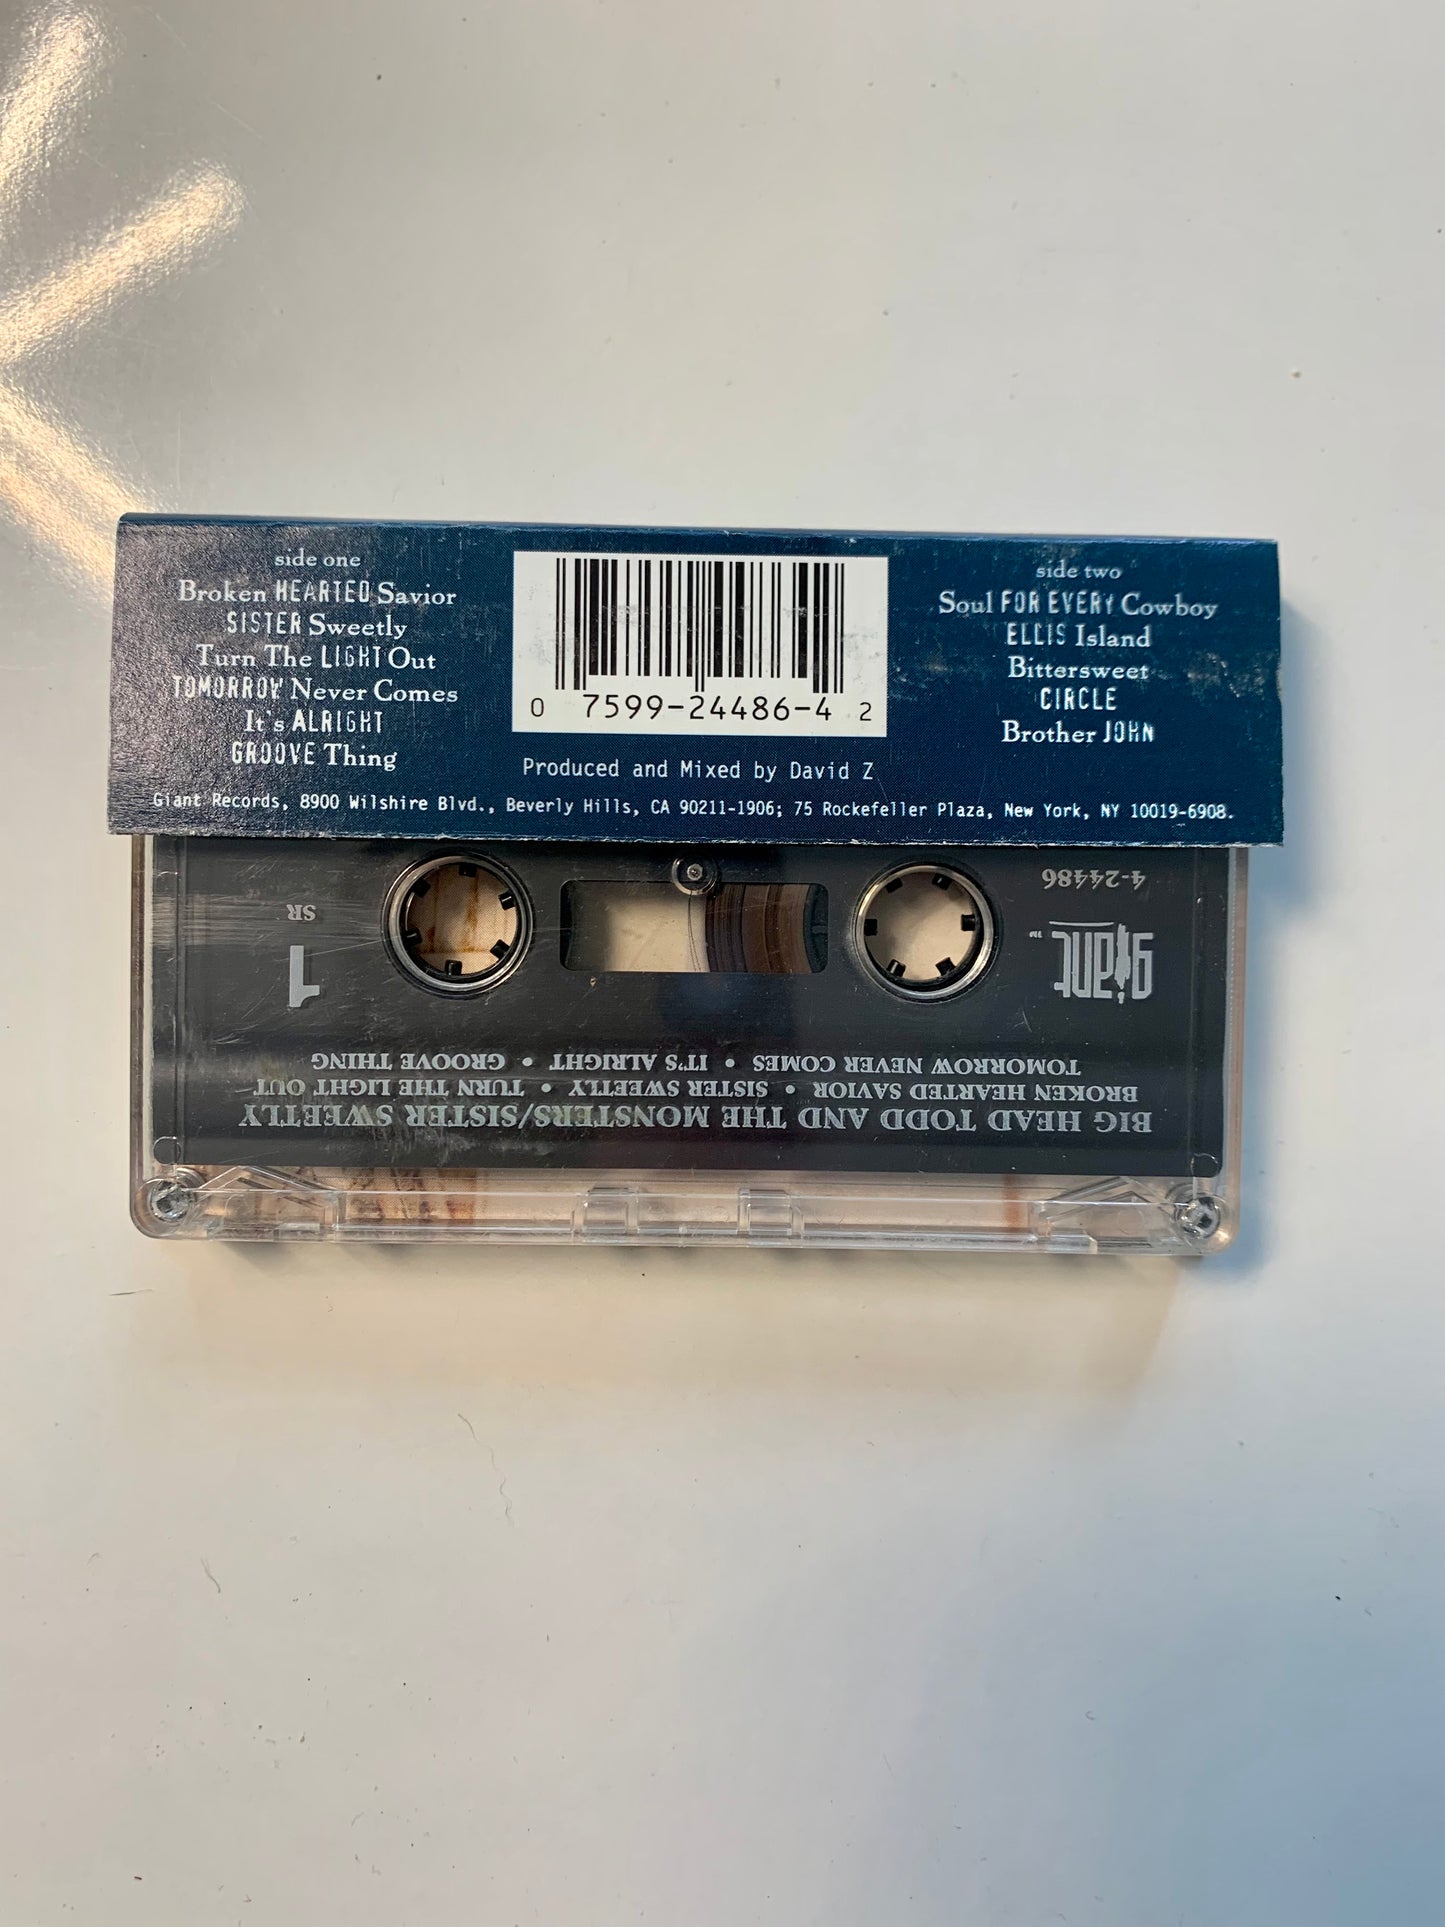 side one
Broken HEARTED Savior
SISTER Sweetly
Turn The LIGHT Out
TOMORROW Never Comes
It's ALRIGHT
GROOVE Thing
0 7599-24486-4 2
Produced and Mixed by David Z
side two
Soul FOR EVERY Cowboy
ELLIS Island
Bittersweet
CIRCLE
Brother JOHN
Giant Records, 8900 Wilshire Blvd., Beverly Hills, CA 90211-1906; 75 Rockefeller Plaza, New York, NY 10019-6908.
BIG HEAD TODD AND THE MONSTERS/SISTER SWEETLY
BROKEN HEARTED SAVIOR • SISTER SWEETLY • TURN THE LIGHT OUT
TOMORROW NEVER COMES • IT'S ALRIGHT • GROOVE THING
giant™
1
4-24486
SR